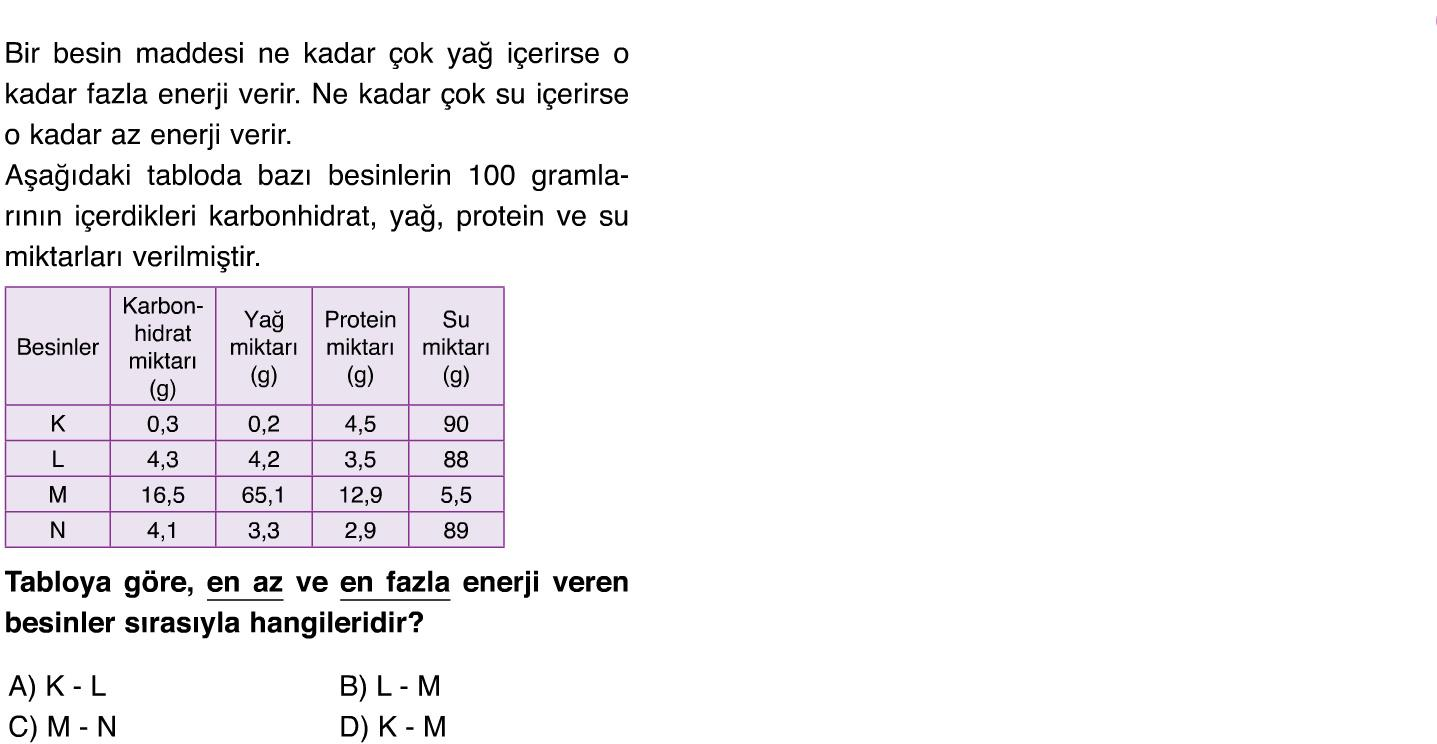 Bir besin maddesi ne kadar çok yağ içerirse o
kadar fazla enerji verir. Ne kadar çok su içerirse
o kadar az enerji verir.
Aşağıdaki tabloda bazı besinlerin 100 gramla-
rının içerdikleri karbonhidrat, yağ, protein ve su
miktarları verilmiştir.
Besinler Karbon-hidrat miktarı (g) Yağ miktarı (g) Protein miktarı (g) Su miktarı (g)
K 0,3 0,2 4,5 90
L 4,3 4,2 3,5 88
M 16,5 65,1 12,9 5,5
N 4,1 3,3 2,9 89
Tabloya göre, en az ve en fazla enerji veren
besinler sırasıyla hangileridir?
A) K - L B) L - M
C) M - N D) K - M